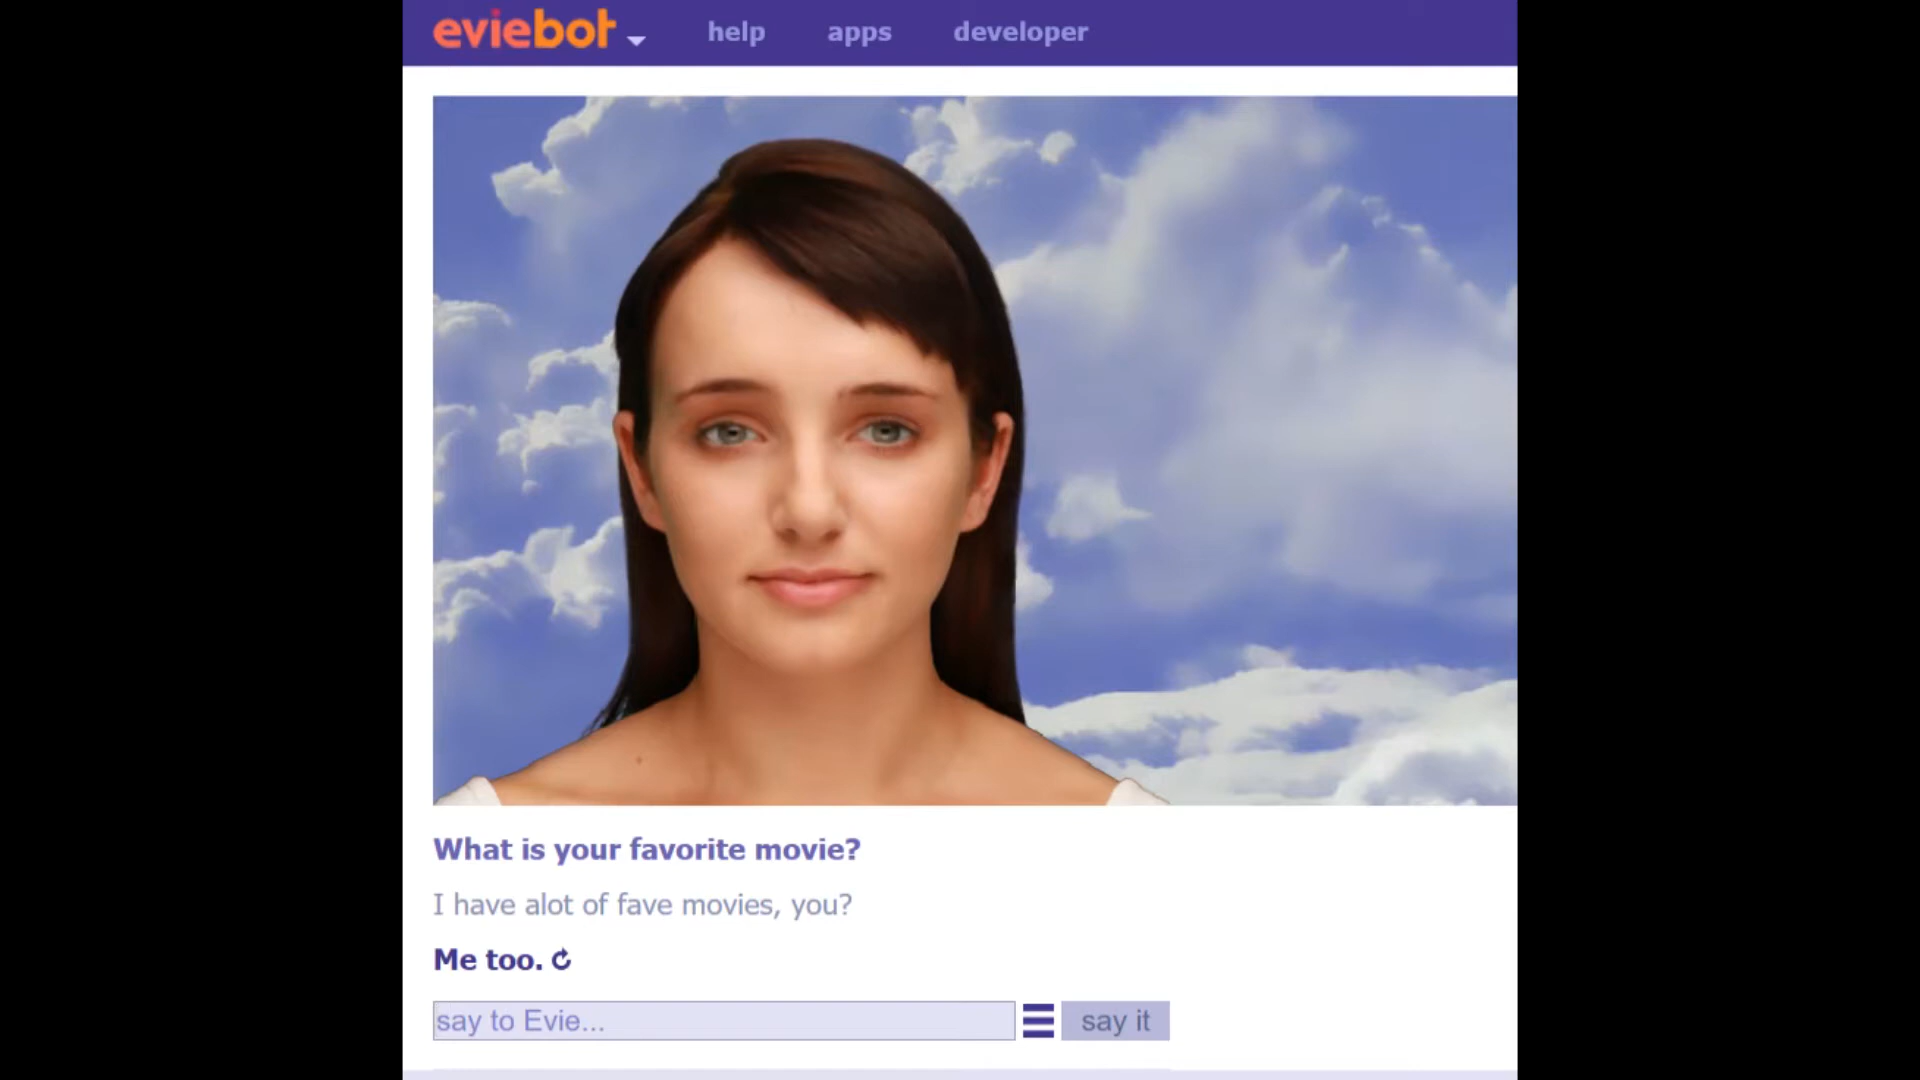 eviebot help apps developer
What is your favorite movie?
I have alot of fave movies, you?
Me too.
say to Evie... say it